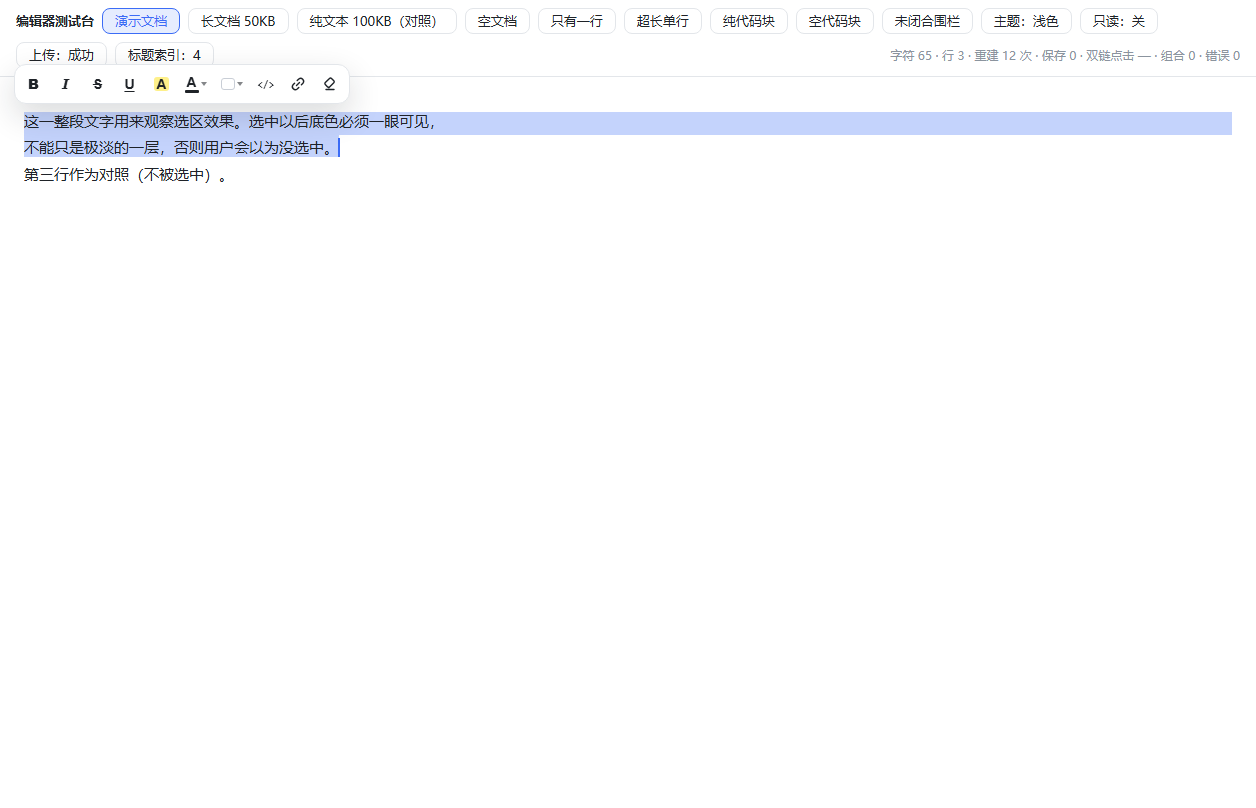 编辑器测试台 演示文档 长文档 50KB 纯文本 100KB（对照） 空文档 只有一行 超长单行 纯代码块 空代码块 未闭合围栏 主题：浅色 只读：关
上传：成功 标题索引：4 字符 65 · 行 3 · 重建 12 次 · 保存 0 · 双链点击 — · 组合 0 · 错误 0
B I S U A A </>
这一整段文字用来观察选区效果。选中以后底色必须一眼可见，
不能只是极淡的一层，否则用户会以为没选中。
第三行作为对照（不被选中）。